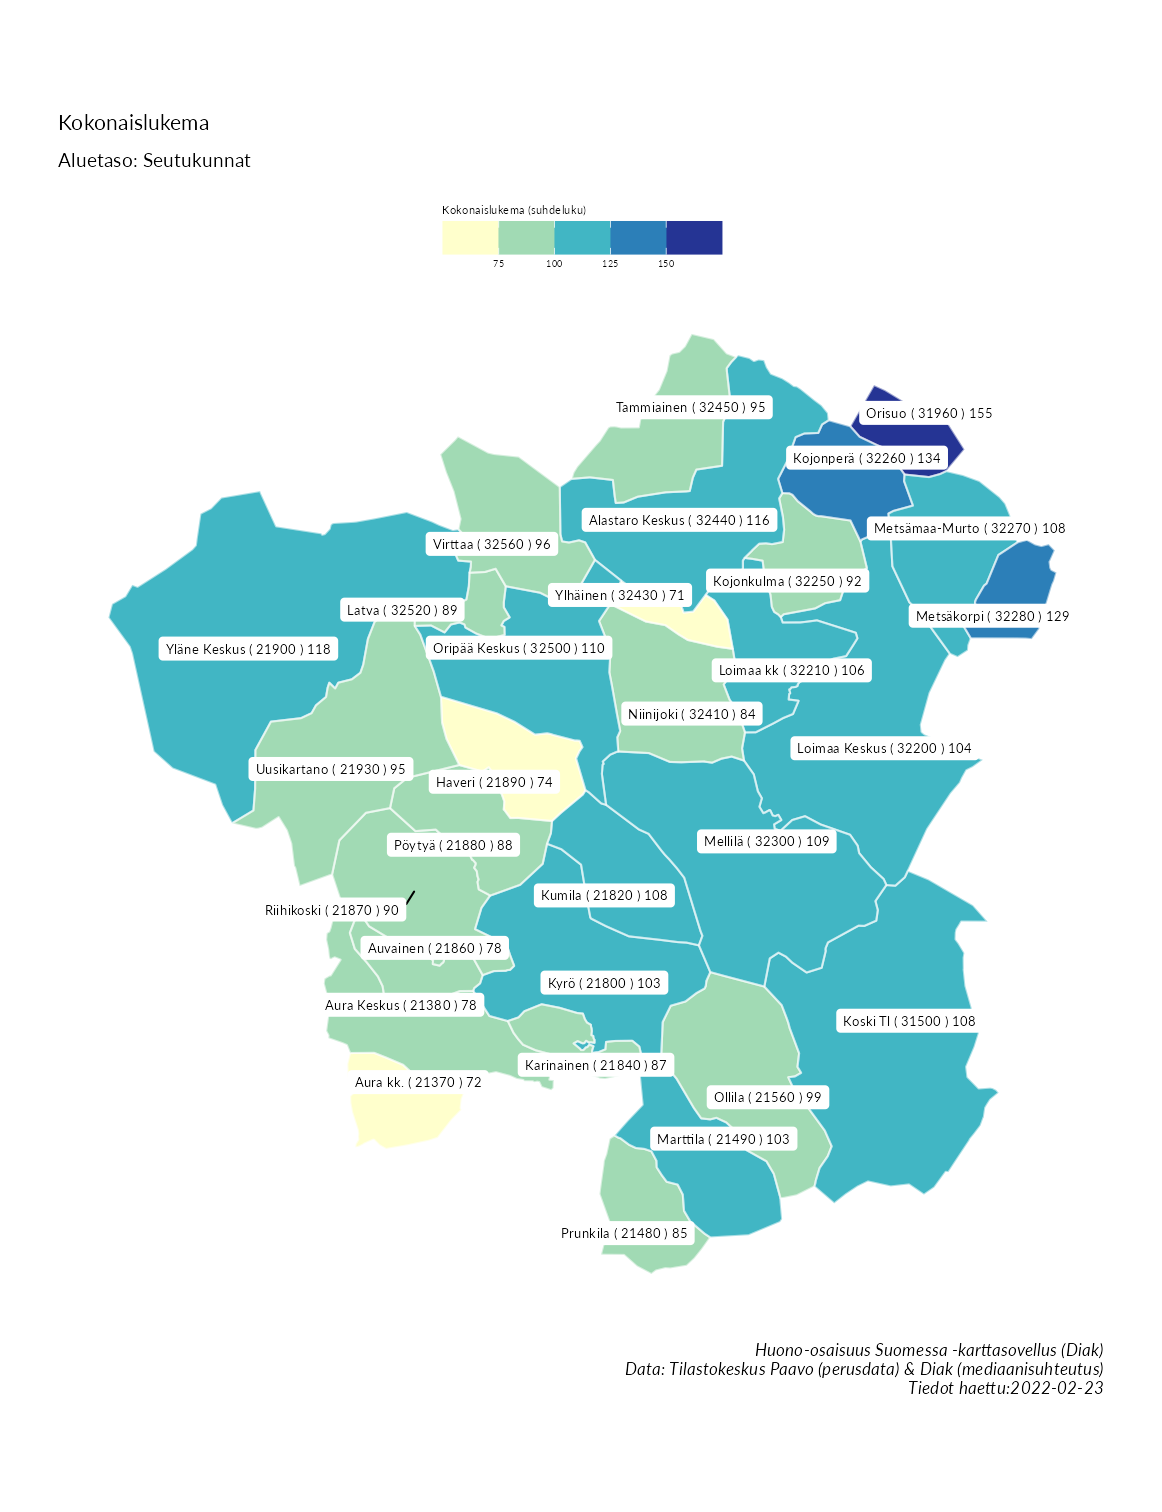 Kokonaislukema
Aluetaso: Seutukunnat
Kokonaislukema (suhdeluku)
75 100 125 150
Tammiainen ( 32450 ) 95
Orisuo ( 31960 ) 155
Kojonperä ( 32260 ) 134
Alastaro Keskus ( 32440 ) 116
Metsämaa-Murto ( 32270 ) 108
Virttaa ( 32560 ) 96
Kojonkulma ( 32250 ) 92
Ylhäinen ( 32430 ) 71
Latva ( 32520 ) 89
Metsäkorpi ( 32280 ) 129
Yläne Keskus ( 21900 ) 118
Oripää Keskus ( 32500 ) 110
Loimaa kk ( 32210 ) 106
Niinijoki ( 32410 ) 84
Loimaa Keskus ( 32200 ) 104
Uusikartano ( 21930 ) 95
Haveri ( 21890 ) 74
Mellilä ( 32300 ) 109
Pöytyä ( 21880 ) 88
Kumila ( 21820 ) 108
Riihikoski ( 21870 ) 90
Auvainen ( 21860 ) 78
Kyrö ( 21800 ) 103
Aura Keskus ( 21380 ) 78
Koski Tl ( 31500 ) 108
Karinainen ( 21840 ) 87
Aura kk. ( 21370 ) 72
Ollila ( 21560 ) 99
Marttila ( 21490 ) 103
Prunkila ( 21480 ) 85
Huono-osaisuus Suomessa -karttasovellus (Diak)
Data: Tilastokeskus Paavo (perusdata) & Diak (mediaanisuhteutus)
Tiedot haettu:2022-02-23